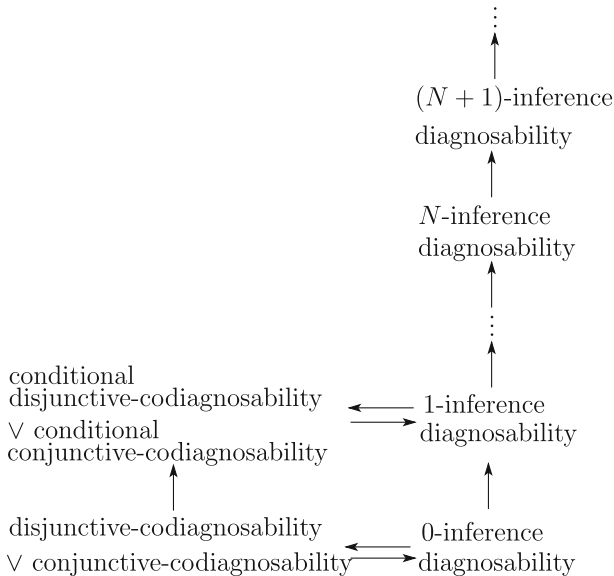 ⋮
(N + 1)-inference
diagnosability
N-inference
diagnosability
⋮
conditional
disjunctive-codiagnosability
∨ conditional
conjunctive-codiagnosability
1-inference
diagnosability
disjunctive-codiagnosability
∨ conjunctive-codiagnosability
0-inference
diagnosability